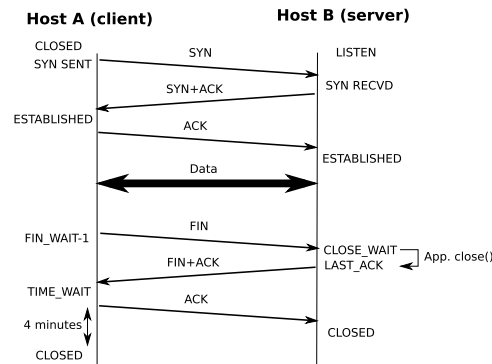 Host A (client)
Host B (server)
CLOSED
SYN
LISTEN
SYN SENT
SYN+ACK
SYN RECVD
ESTABLISHED
ACK
ESTABLISHED
Data
FIN
FIN_WAIT-1
CLOSE_WAIT
App. close()
FIN+ACK
LAST_ACK
TIME_WAIT
ACK
4 minutes
CLOSED
CLOSED